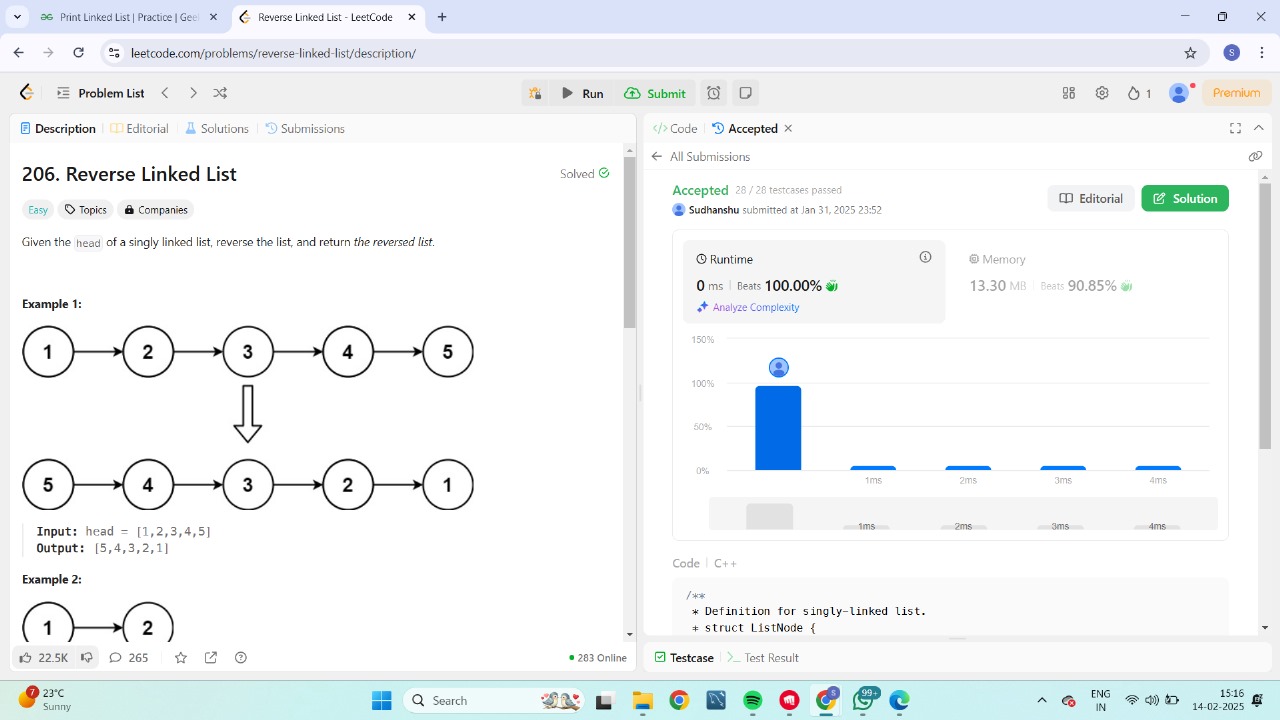 Print Linked List | Practice | Gee
Reverse Linked List - LeetCode
leetcode.com/problems/reverse-linked-list/description/
S
Problem List
Run
Submit
1
Premium
Description
Editorial
Solutions
Submissions
206. Reverse Linked List
Solved
Easy
Topics
Companies
Given the head of a singly linked list, reverse the list, and return the reversed list.
Example 1:
1 2 3 4 5
5 4 3 2 1
Input: head = [1,2,3,4,5]
Output: [5,4,3,2,1]
Example 2:
1 2
22.5K
265
283 Online
</> Code
Accepted
All Submissions
Accepted 28 / 28 testcases passed
Sudhanshu submitted at Jan 31, 2025 23:52
Editorial
Solution
Runtime
0 ms | Beats 100.00%
Analyze Complexity
Memory
13.30 MB | Beats 90.85%
150%
100%
50%
0%
1ms 2ms 3ms 4ms
1ms 2ms 3ms 4ms
Code | C++
/**
* Definition for singly-linked list.
* struct ListNode {
Testcase
>_ Test Result
7
23°C
Sunny
Search
S
99+
ENG
IN
15:16
14-02-2025